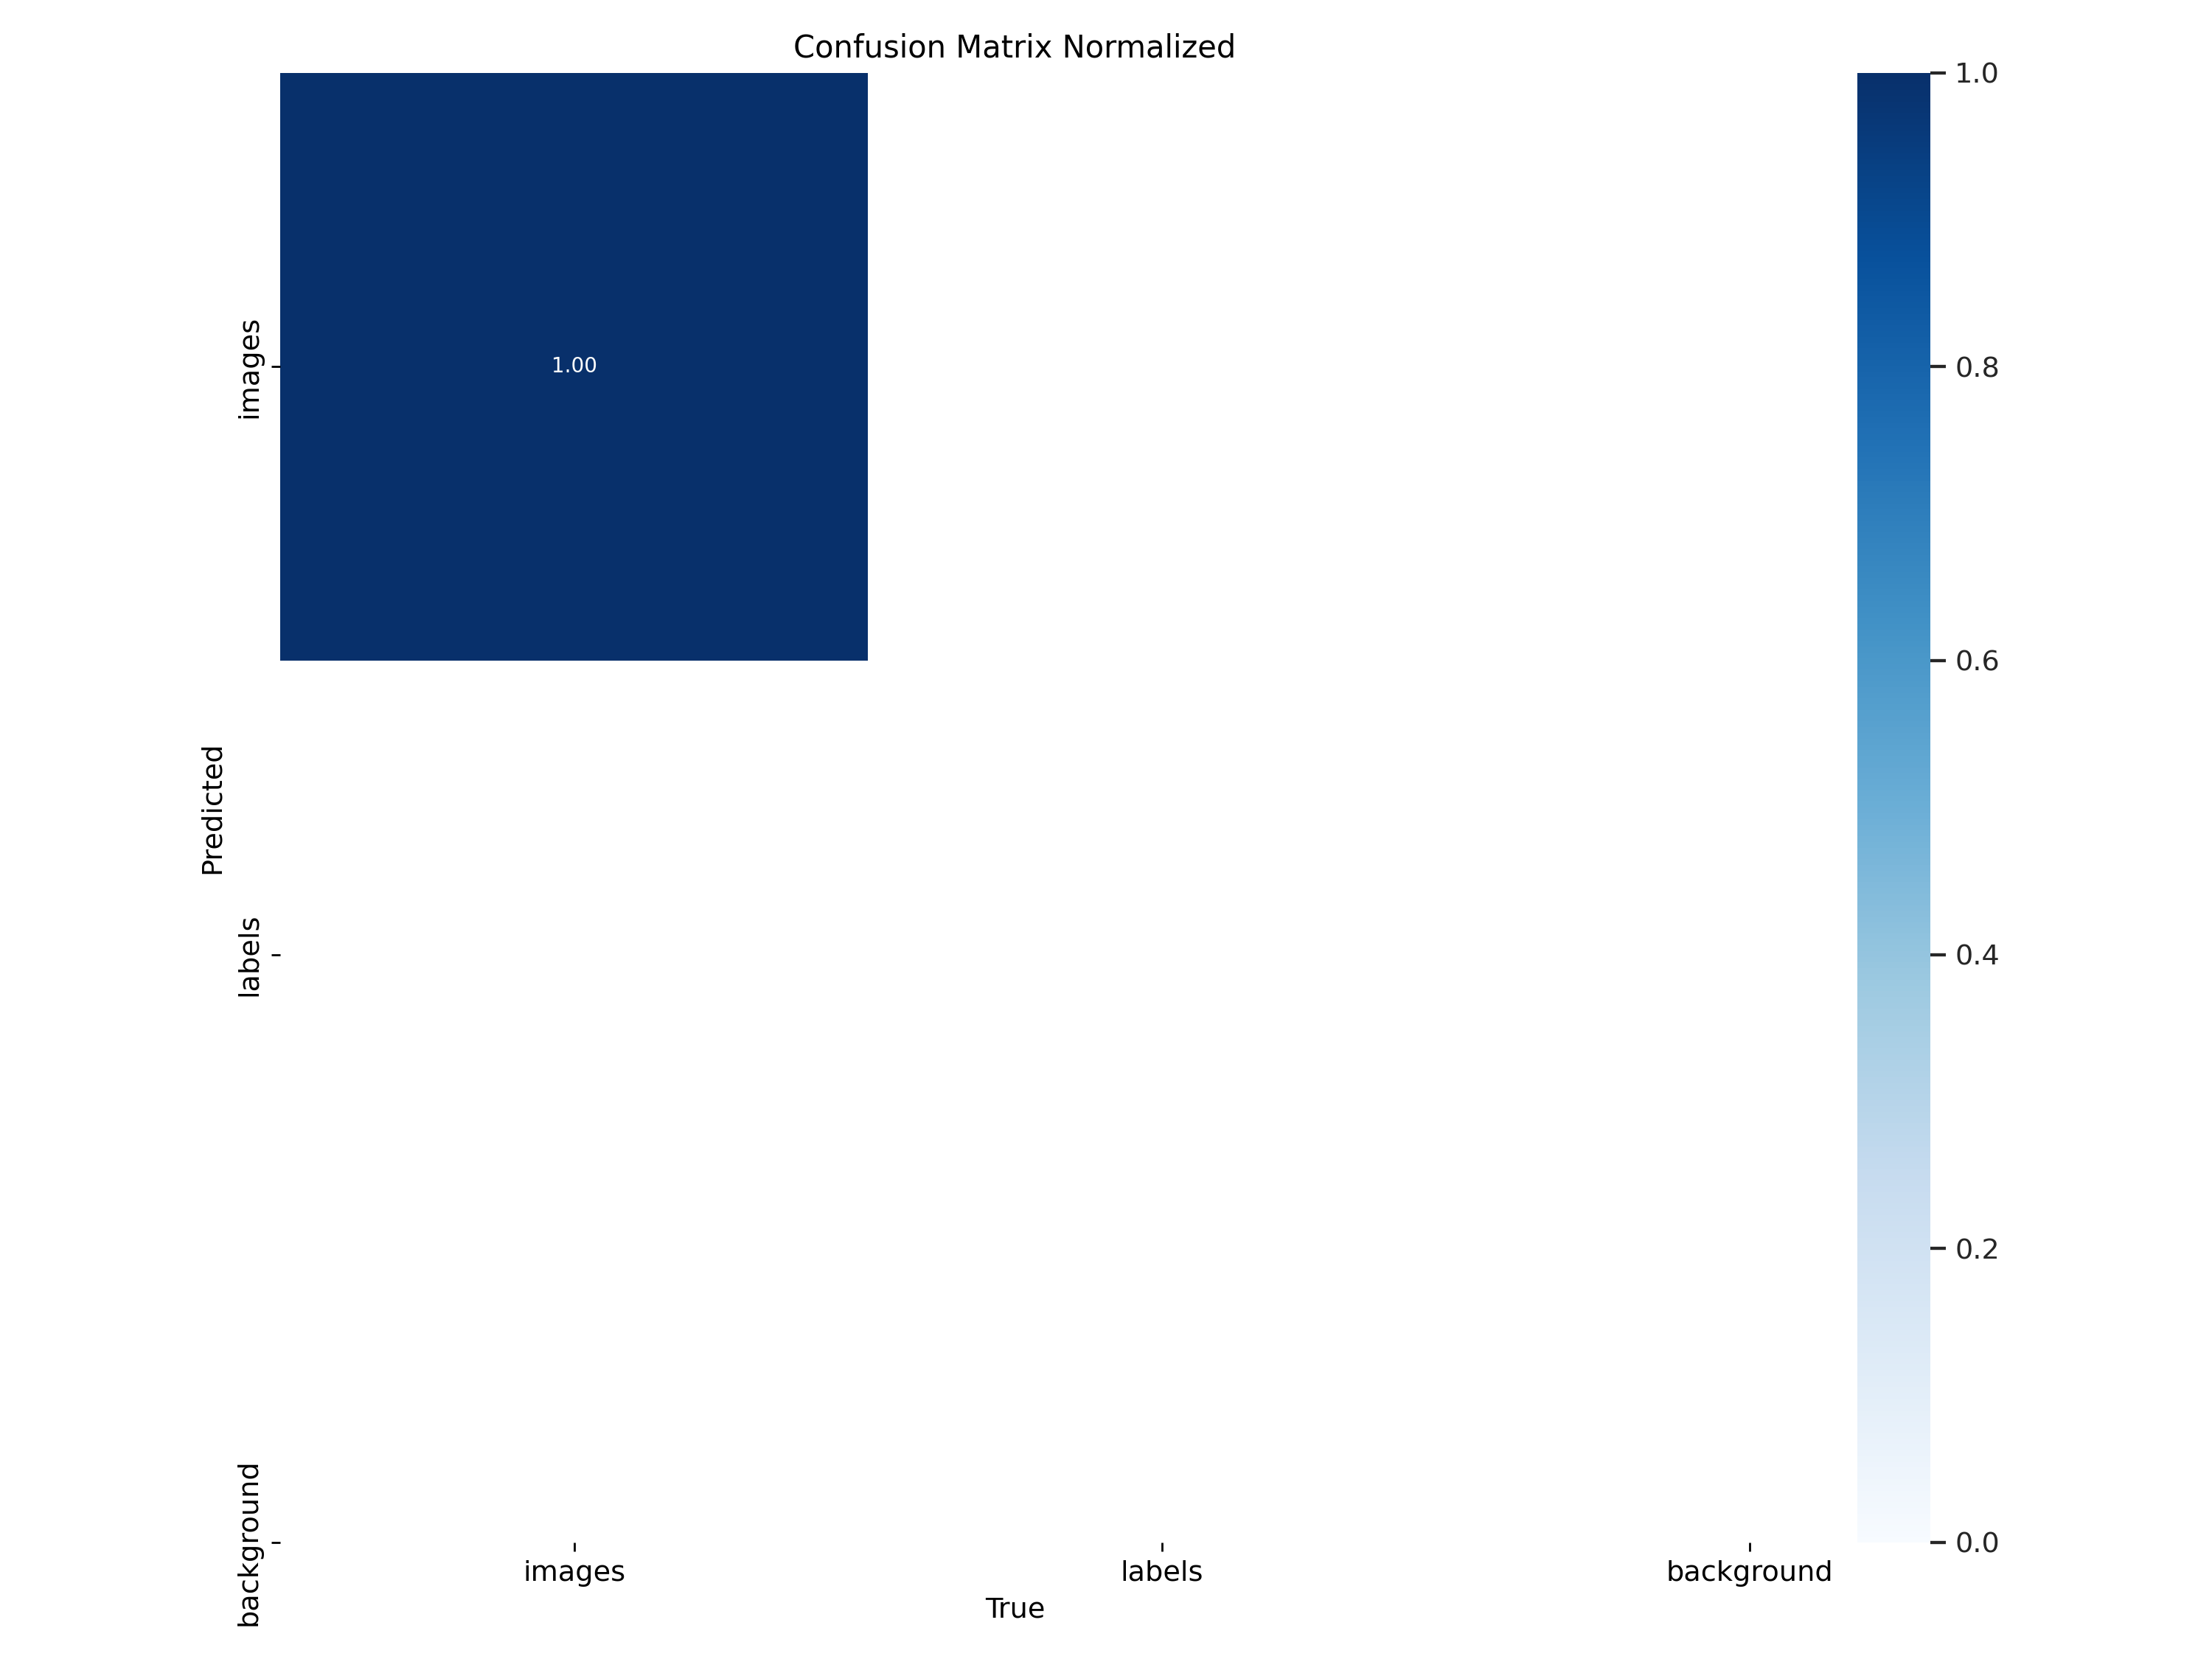 Confusion Matrix Normalized
1.0
images
1.00
0.8
0.6
Predicted
labels
0.4
0.2
background
0.0
images labels background
True